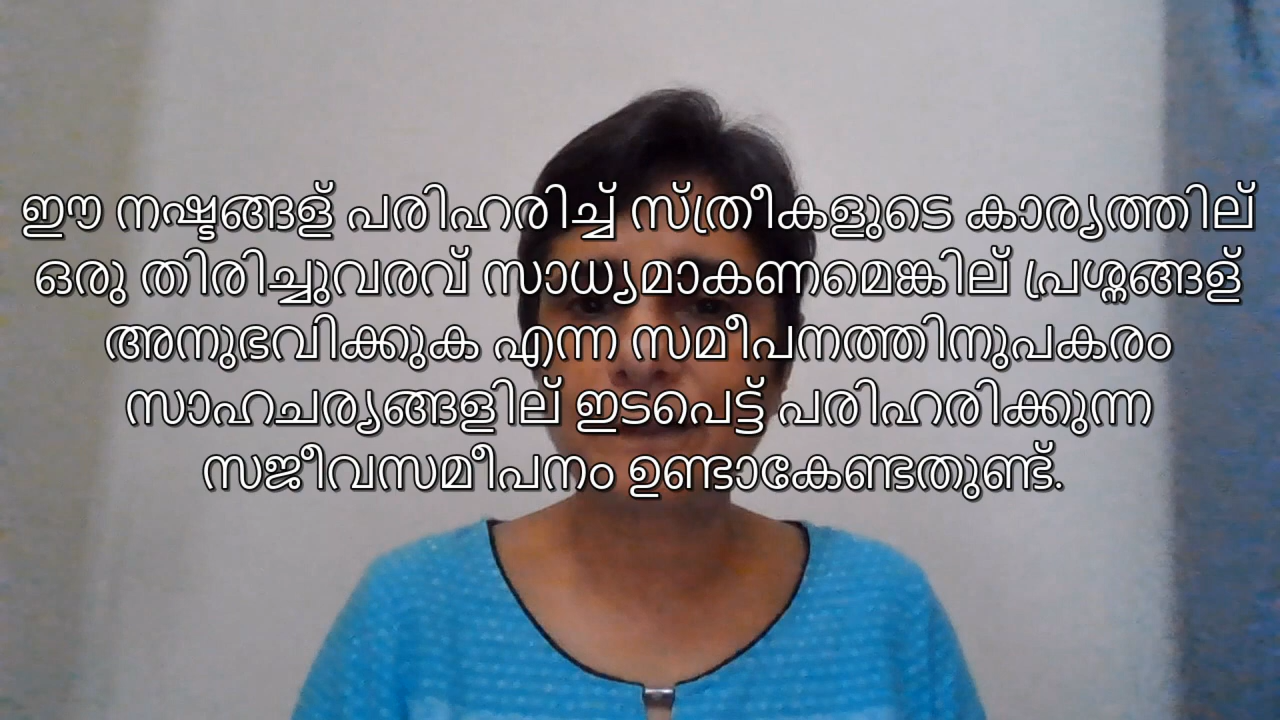 ഈ നഷ്ടങ്ങള് പരിഹരിച്ച് സ്ത്രീകളുടെ കാര്യത്തില്
ഒരു തിരിച്ചുവരവ് സാധ്യമാകണമെങ്കില് പ്രശ്നങ്ങള്
അനുഭവിക്കുക എന്ന സമീപനത്തിനുപകരം
സാഹചര്യങ്ങളില് ഇടപെട്ട് പരിഹരിക്കുന്ന
സജീവസമീപനം ഉണ്ടാകേണ്ടതുണ്ട്.